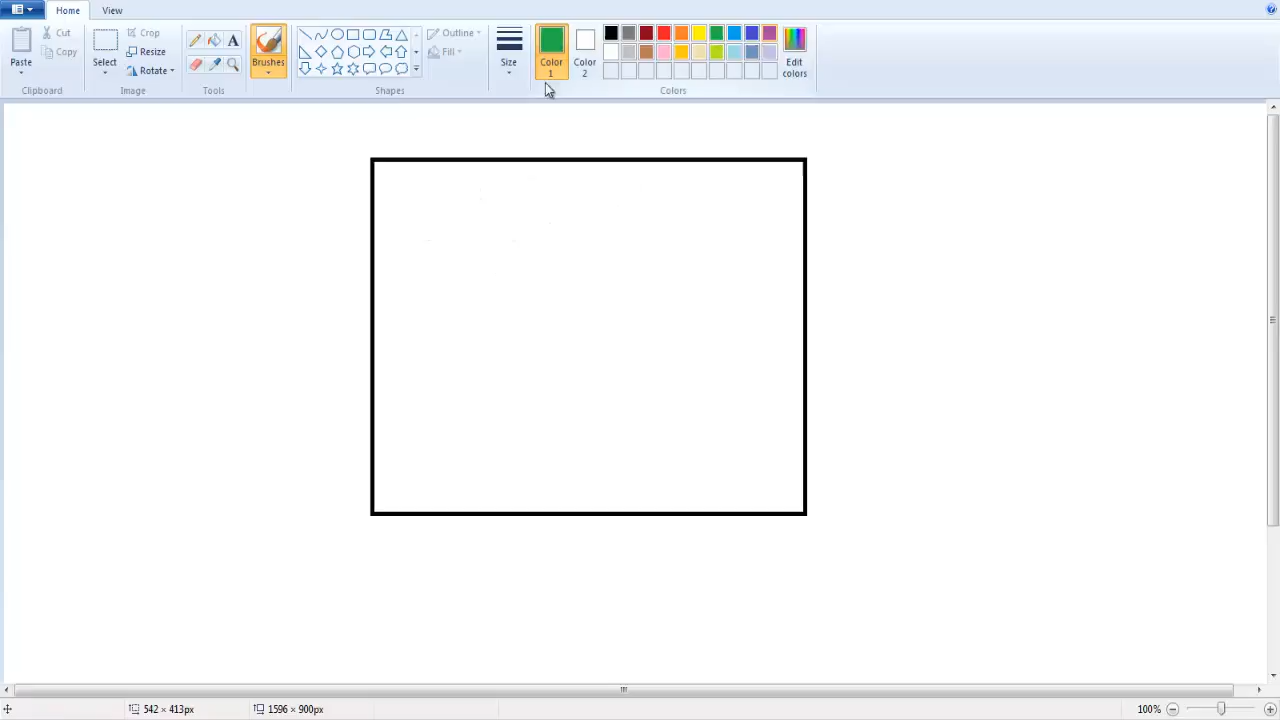 Home View
Paste Cut Copy Clipboard
Select Crop Resize Rotate Image
A Tools
Brushes
Outline Fill Shapes
Size
Color 1 Color 2 Edit colors Colors
542 × 413px 1596 × 900px 100%